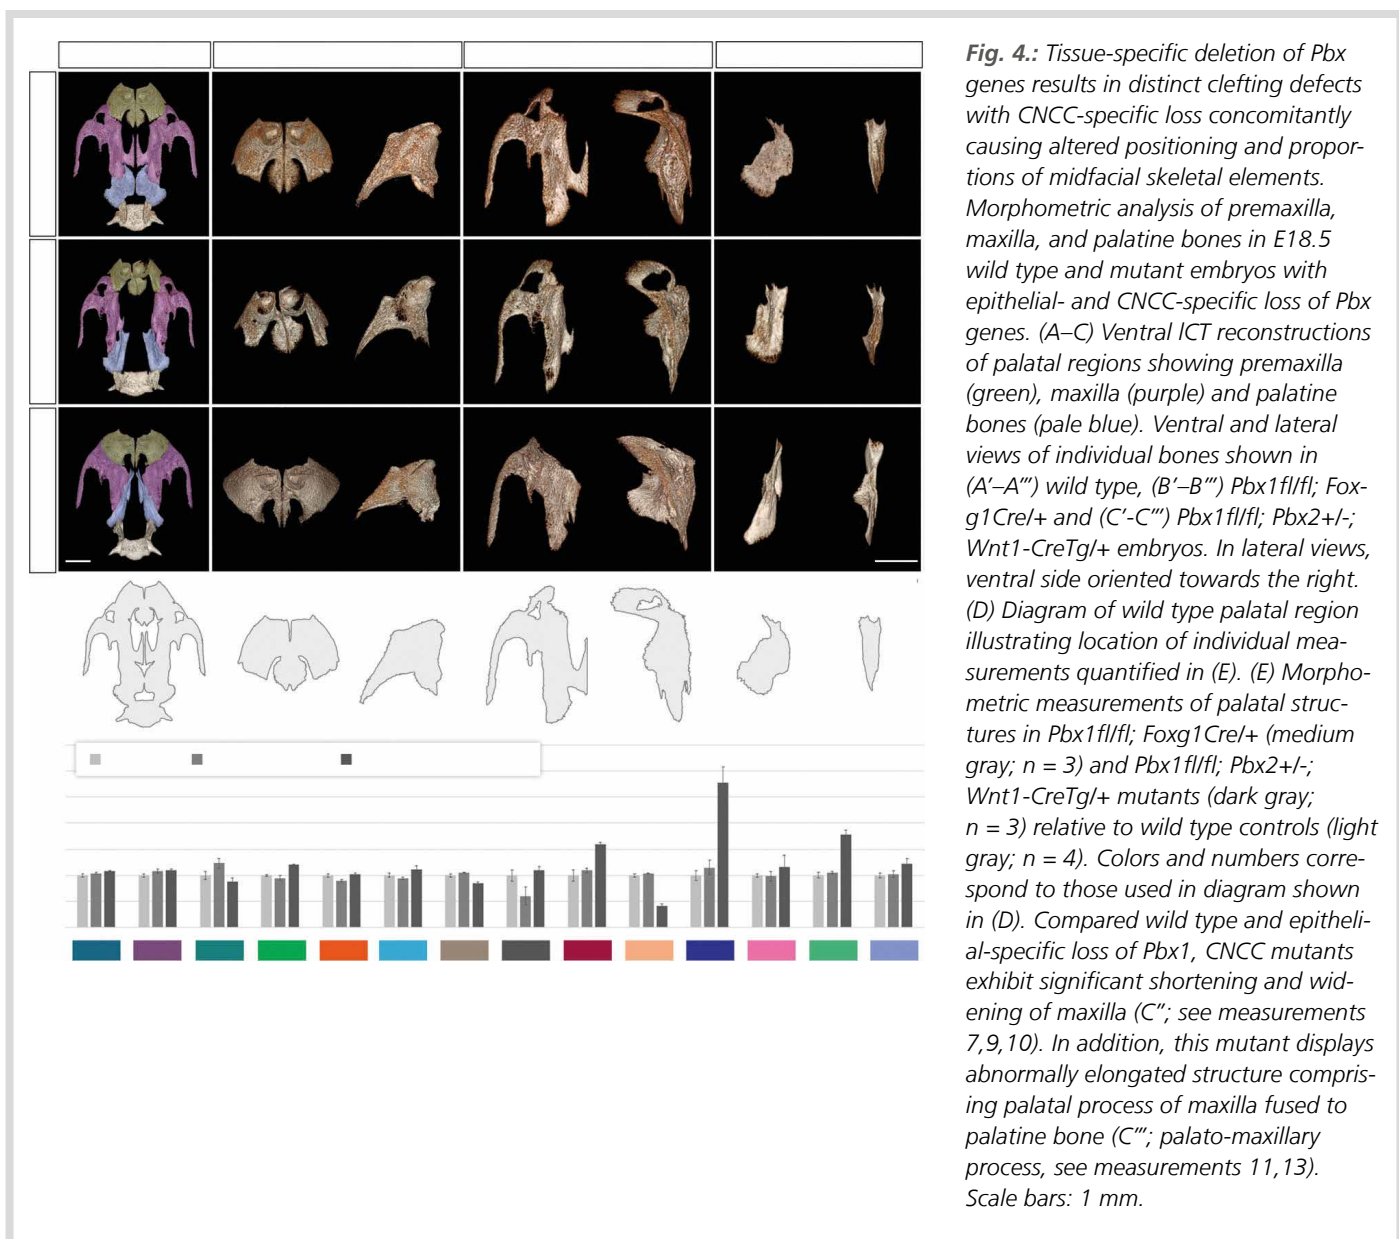 Fig. 4.: Tissue-specific deletion of Pbx
genes results in distinct clefting defects
with CNCC-specific loss concomitantly
causing altered positioning and propor-
tions of midfacial skeletal elements.
Morphometric analysis of premaxilla,
maxilla, and palatine bones in E18.5
wild type and mutant embryos with
epithelial- and CNCC-specific loss of Pbx
genes. (A–C) Ventral lCT reconstructions
of palatal regions showing premaxilla
(green), maxilla (purple) and palatine
bones (pale blue). Ventral and lateral
views of individual bones shown in
(A′–A‴) wild type, (B′–B‴) Pbx1fl/fl; Fox-
g1Cre/+ and (C′-C‴) Pbx1fl/fl; Pbx2+/-;
Wnt1-CreTg/+ embryos. In lateral views,
ventral side oriented towards the right.
(D) Diagram of wild type palatal region
illustrating location of individual mea-
surements quantified in (E). (E) Morpho-
metric measurements of palatal struc-
tures in Pbx1fl/fl; Foxg1Cre/+ (medium
gray; n = 3) and Pbx1fl/fl; Pbx2+/-;
Wnt1-CreTg/+ mutants (dark gray;
n = 3) relative to wild type controls (light
gray; n = 4). Colors and numbers corre-
spond to those used in diagram shown
in (D). Compared wild type and epitheli-
al-specific loss of Pbx1, CNCC mutants
exhibit significant shortening and wid-
ening of maxilla (C″; see measurements
7,9,10). In addition, this mutant displays
abnormally elongated structure compris-
ing palatal process of maxilla fused to
palatine bone (C‴; palato-maxillary
process, see measurements 11,13).
Scale bars: 1 mm.